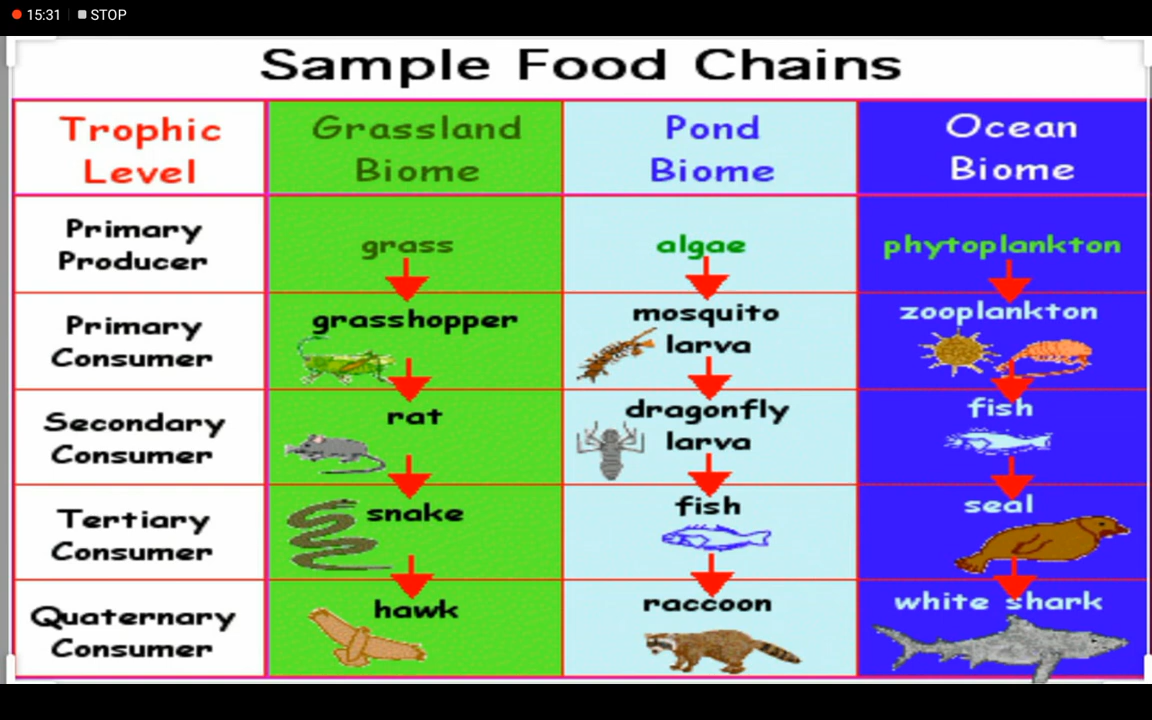 15:31 STOP
Sample Food Chains
Trophic
Level
Grassland
Biome
Pond
Biome
Ocean
Biome
Primary
Producer
grass
algae
phytoplankton
Primary
Consumer
grasshopper
mosquito
larva
zooplankton
Secondary
Consumer
rat
dragonfly
larva
fish
Tertiary
Consumer
snake
fish
seal
Quaternary
Consumer
hawk
raccoon
white shark